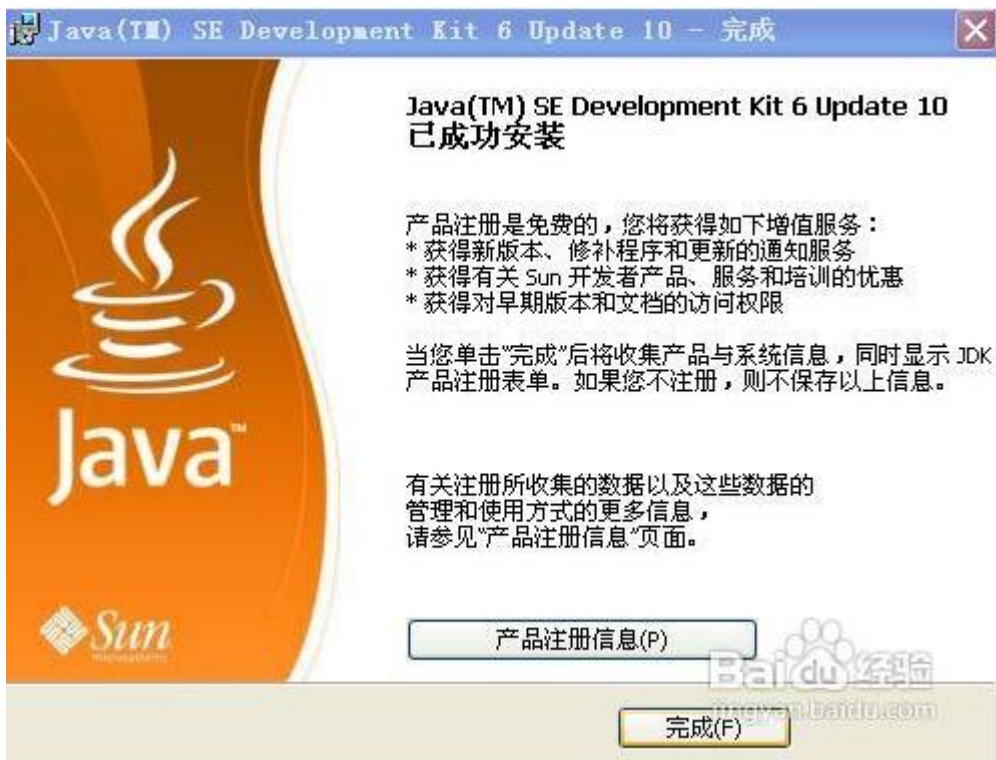 Java(TM) SE Development Kit 6 Update 10 - 完成
Java(TM) SE Development Kit 6 Update 10
已成功安装
产品注册是免费的，您将获得如下增值服务：
* 获得新版本、修补程序和更新的通知服务
* 获得有关 Sun 开发者产品、服务和培训的优惠
* 获得对早期版本和文档的访问权限
当您单击"完成"后将收集产品与系统信息，同时显示 JDK
产品注册表单。如果您不注册，则不保存以上信息。
有关注册所收集的数据以及这些数据的
管理和使用方式的更多信息，
请参见"产品注册信息"页面。
Java™
Sun
microsystems
产品注册信息(P)
Baidu 经验
jingyan.baidu.com
完成(F)